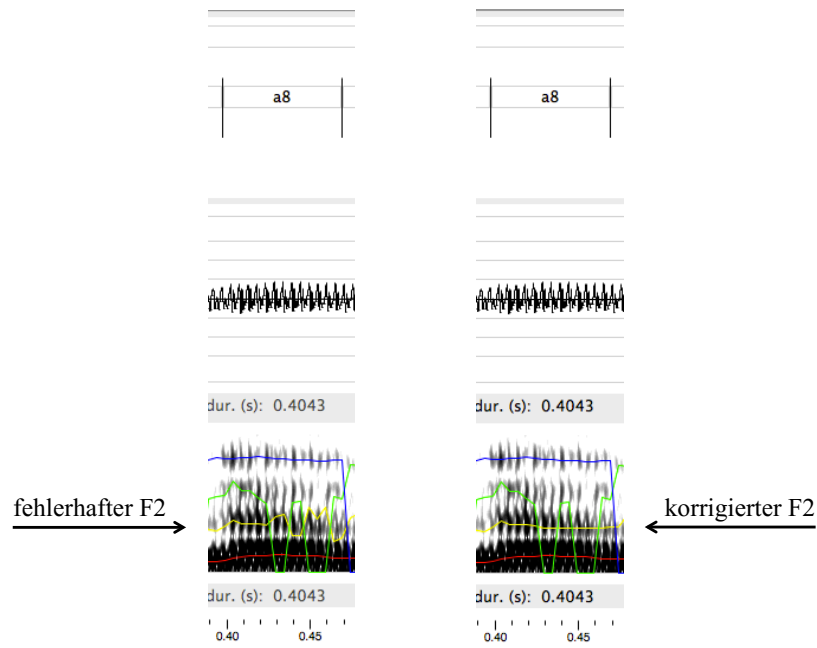 a8 a8
dur. (s): 0.4043 dur. (s): 0.4043
fehlerhafter F2 korrigierter F2
dur. (s): 0.4043 dur. (s): 0.4043
0.40 0.45 0.40 0.45